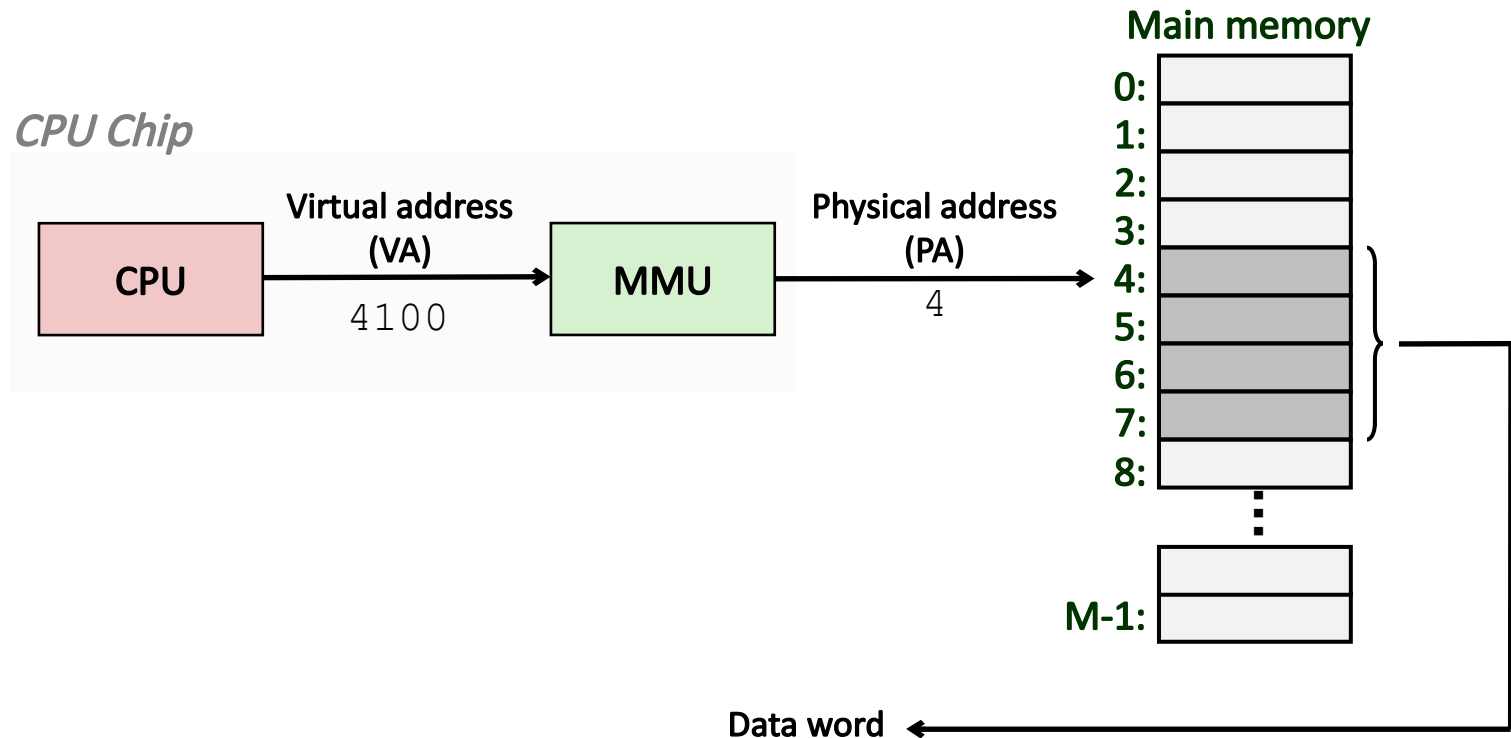 Main memory
0:
1:
CPU Chip
2:
Virtual address
(VA)
Physical address
(PA)
3:
CPU
MMU
4:
4100
4
5:
6:
7:
8:
M-1:
Data word